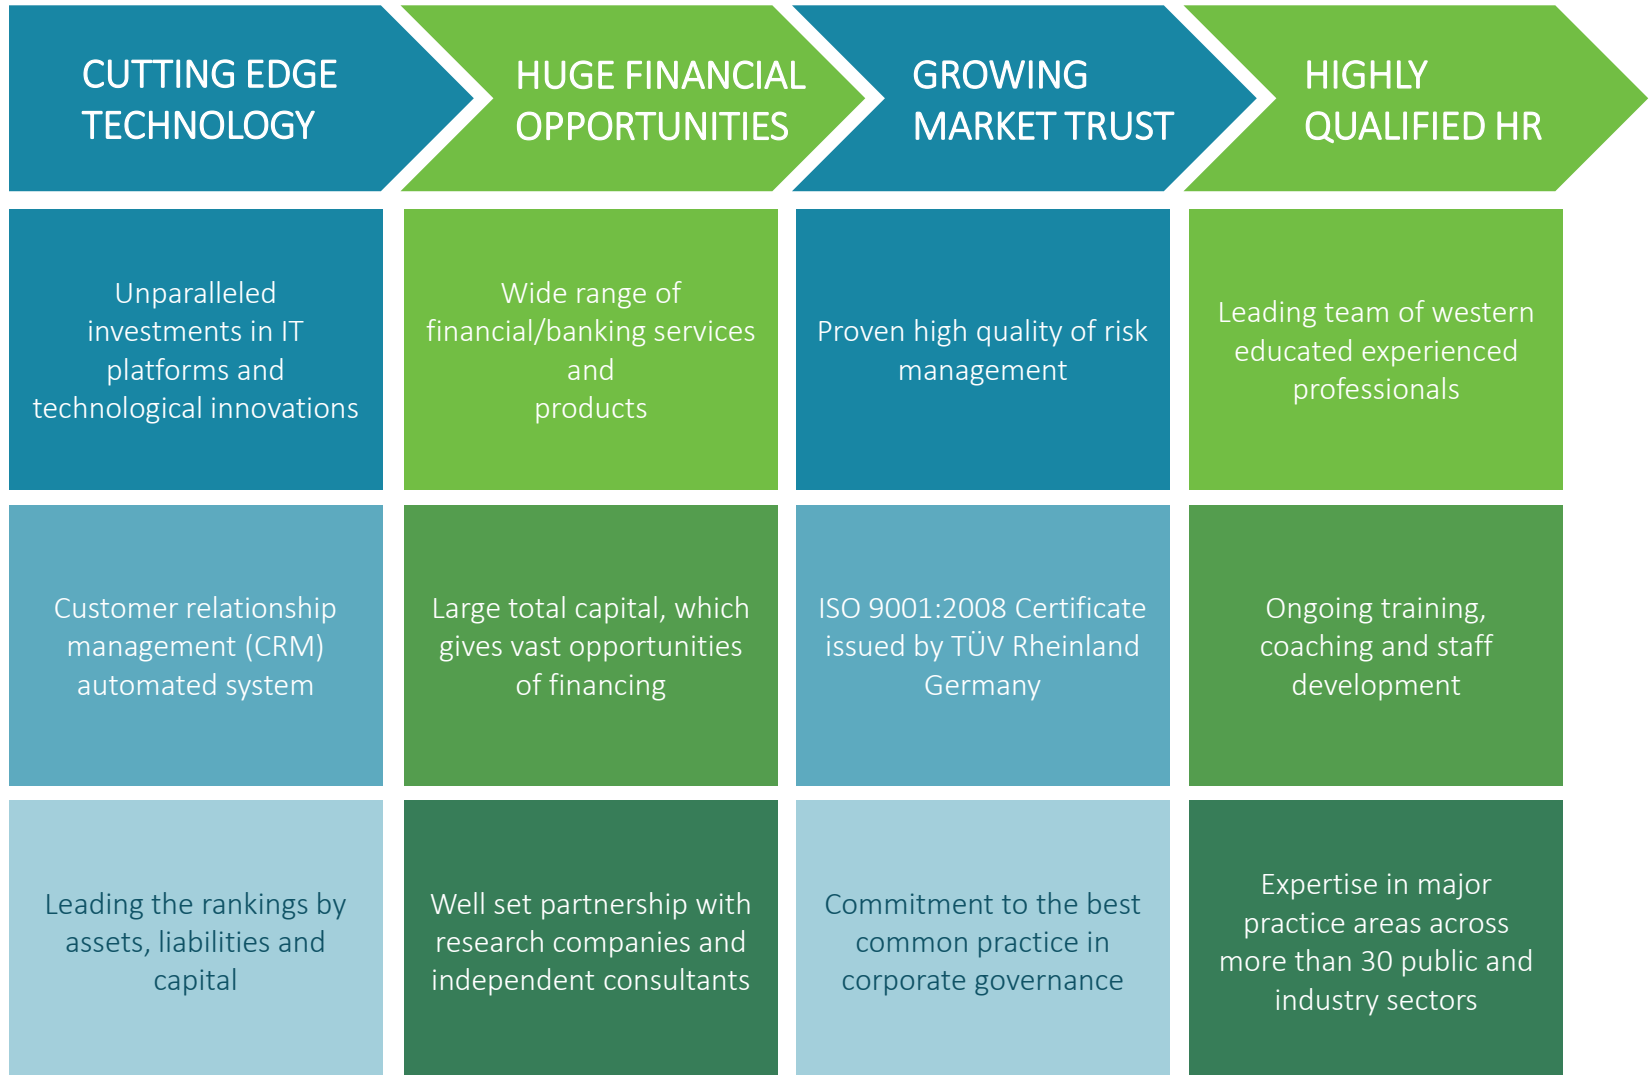 CUTTING EDGE
TECHNOLOGY
HUGE FINANCIAL
OPPORTUNITIES
GROWING
MARKET TRUST
HIGHLY
QUALIFIED HR
Unparalleled
investments in IT
platforms and
technological innovations
Wide range of
financial/banking services
and
products
Proven high quality of risk
management
Leading team of western
educated experienced
professionals
Customer relationship
management (CRM)
automated system
Large total capital, which
gives vast opportunities
of financing
ISO 9001:2008 Certificate
issued by TÜV Rheinland
Germany
Ongoing training,
coaching and staff
development
Leading the rankings by
assets, liabilities and
capital
Well set partnership with
research companies and
independent consultants
Commitment to the best
common practice in
corporate governance
Expertise in major
practice areas across
more than 30 public and
industry sectors